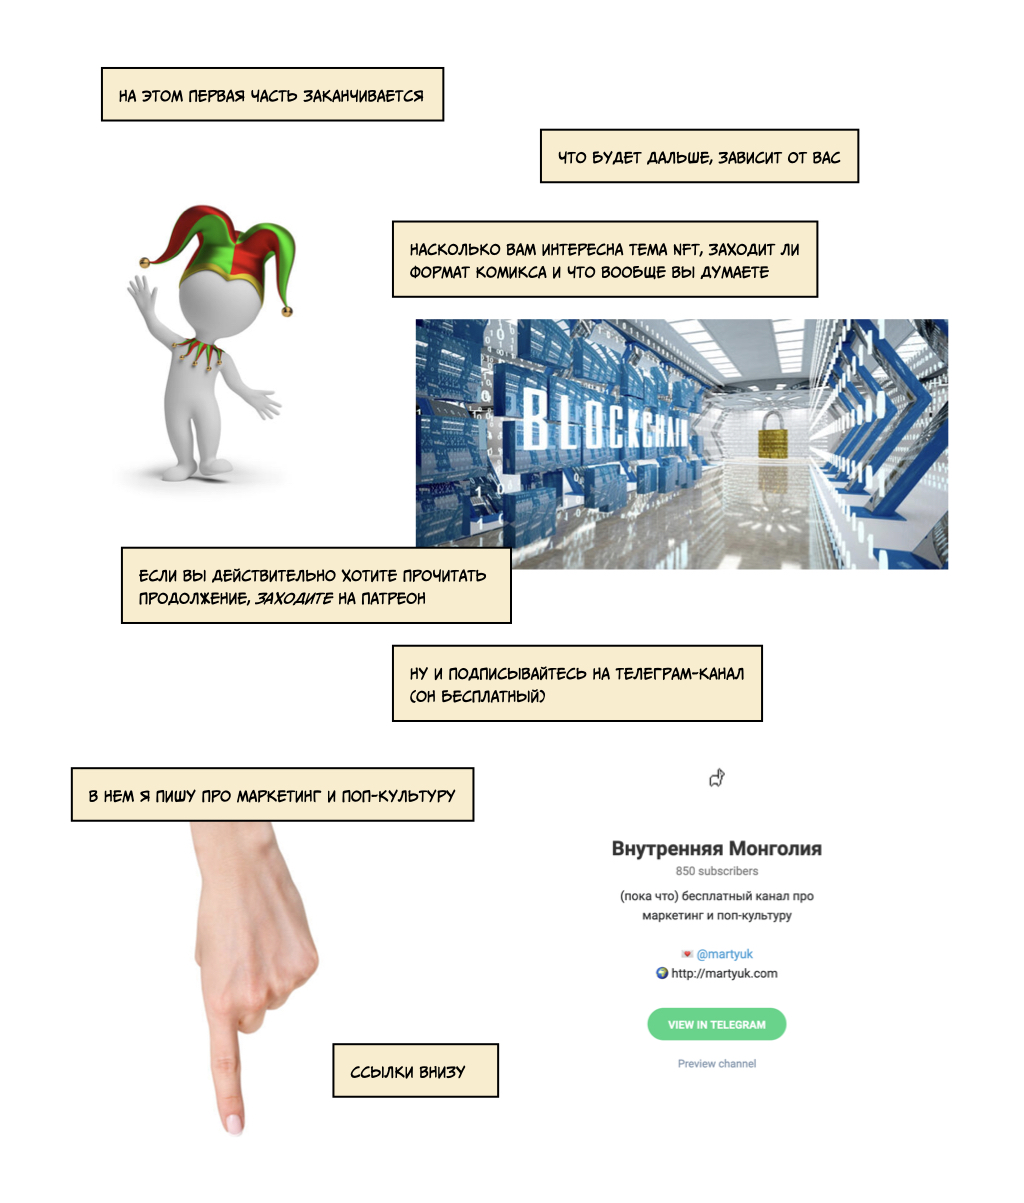 НА ЭТОМ ПЕРВАЯ ЧАСТЬ ЗАКАНЧИВАЕТСЯ
ЧТО БУДЕТ ДАЛЬШЕ, ЗАВИСИТ ОТ ВАС
НАСКОЛЬКО ВАМ ИНТЕРЕСНА ТЕМА NFT, ЗАХОДИТ ЛИ
ФОРМАТ КОМИКСА И ЧТО ВООБЩЕ ВЫ ДУМАЕТЕ
BLOCKCHAIN
ЕСЛИ ВЫ ДЕЙСТВИТЕЛЬНО ХОТИТЕ ПРОЧИТАТЬ
ПРОДОЛЖЕНИЕ, ЗАХОДИТЕ НА ПАТРЕОН
НУ И ПОДПИСЫВАЙТЕСЬ НА ТЕЛЕГРАМ-КАНАЛ
(ОН БЕСПЛАТНЫЙ)
В НЕМ Я ПИШУ ПРО МАРКЕТИНГ И ПОП-КУЛЬТУРУ
Внутренняя Монголия
850 subscribers
(пока что) бесплатный канал про
маркетинг и поп-культуру
💌 @martyuk
🌍 http://martyuk.com
VIEW IN TELEGRAM
Preview channel
ССЫЛКИ ВНИЗУ